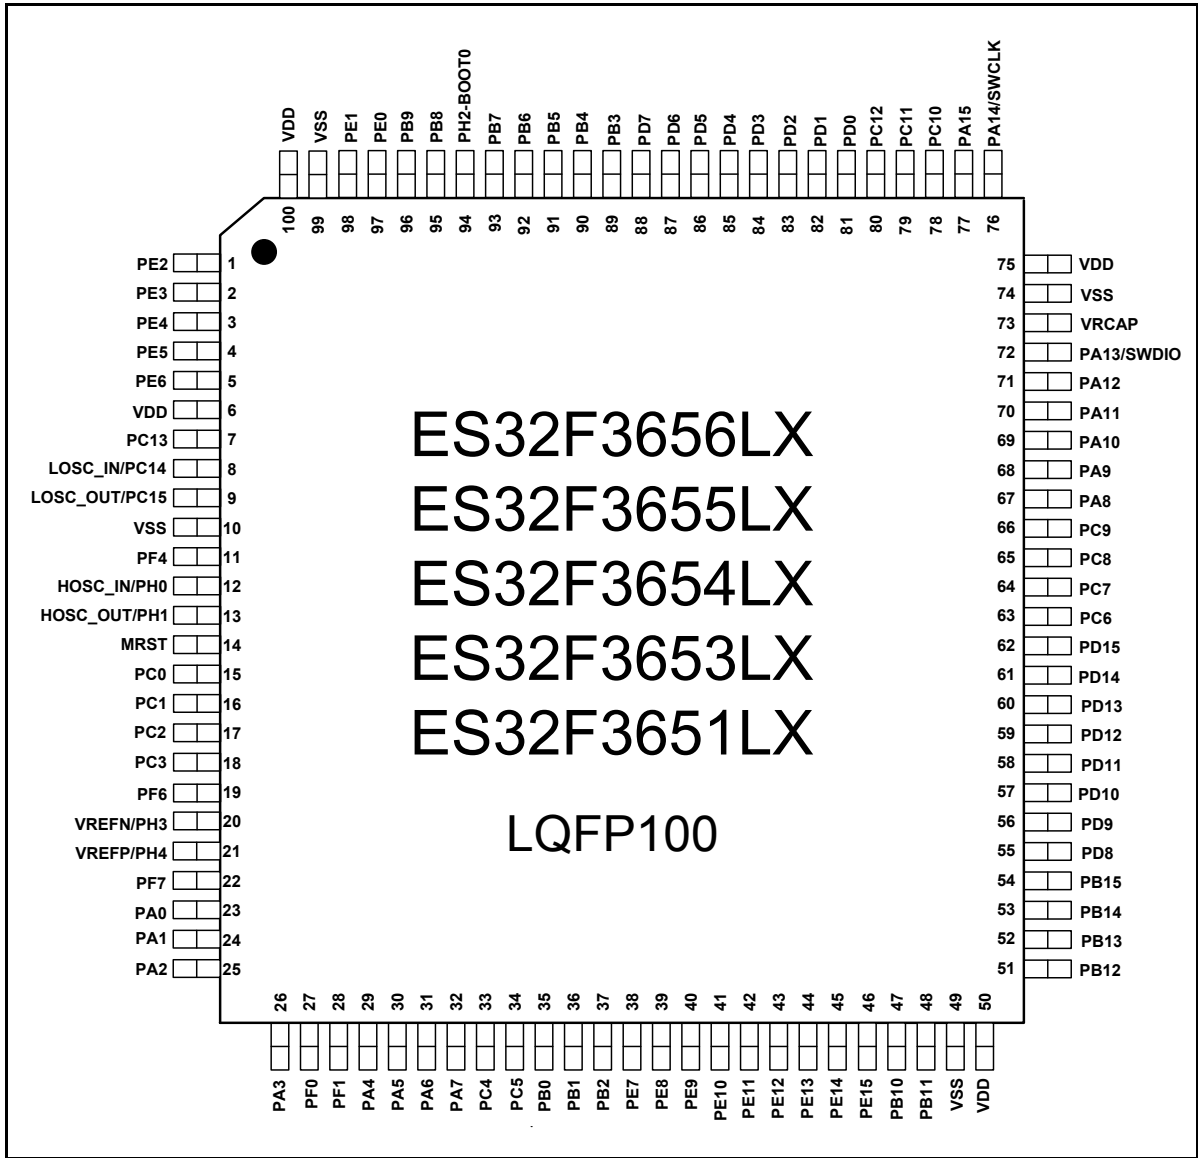 VDD
VSS
PE1
PE0
PB9
PB8
PH2-BOOT0
PB7
PB6
PB5
PB4
PB3
PD7
PD6
PD5
PD4
PD3
PD2
PD1
PD0
PC12
PC11
PC10
PA15
PA14/SWCLK
100
99
98
97
96
95
94
93
92
91
90
89
88
87
86
85
84
83
82
81
80
79
78
77
76
PE2 1
PE3 2
PE4 3
PE5 4
PE6 5
VDD 6
PC13 7
LOSC_IN/PC14 8
LOSC_OUT/PC15 9
VSS 10
PF4 11
HOSC_IN/PH0 12
HOSC_OUT/PH1 13
MRST 14
PC0 15
PC1 16
PC2 17
PC3 18
PF6 19
VREFN/PH3 20
VREFP/PH4 21
PF7 22
PA0 23
PA1 24
PA2 25
ES32F3656LX
ES32F3655LX
ES32F3654LX
ES32F3653LX
ES32F3651LX
LQFP100
75 VDD
74 VSS
73 VRCAP
72 PA13/SWDIO
71 PA12
70 PA11
69 PA10
68 PA9
67 PA8
66 PC9
65 PC8
64 PC7
63 PC6
62 PD15
61 PD14
60 PD13
59 PD12
58 PD11
57 PD10
56 PD9
55 PD8
54 PB15
53 PB14
52 PB13
51 PB12
26
27
28
29
30
31
32
33
34
35
36
37
38
39
40
41
42
43
44
45
46
47
48
49
50
PA3
PF0
PF1
PA4
PA5
PA6
PA7
PC4
PC5
PB0
PB1
PB2
PE7
PE8
PE9
PE10
PE11
PE12
PE13
PE14
PE15
PB10
PB11
VSS
VDD